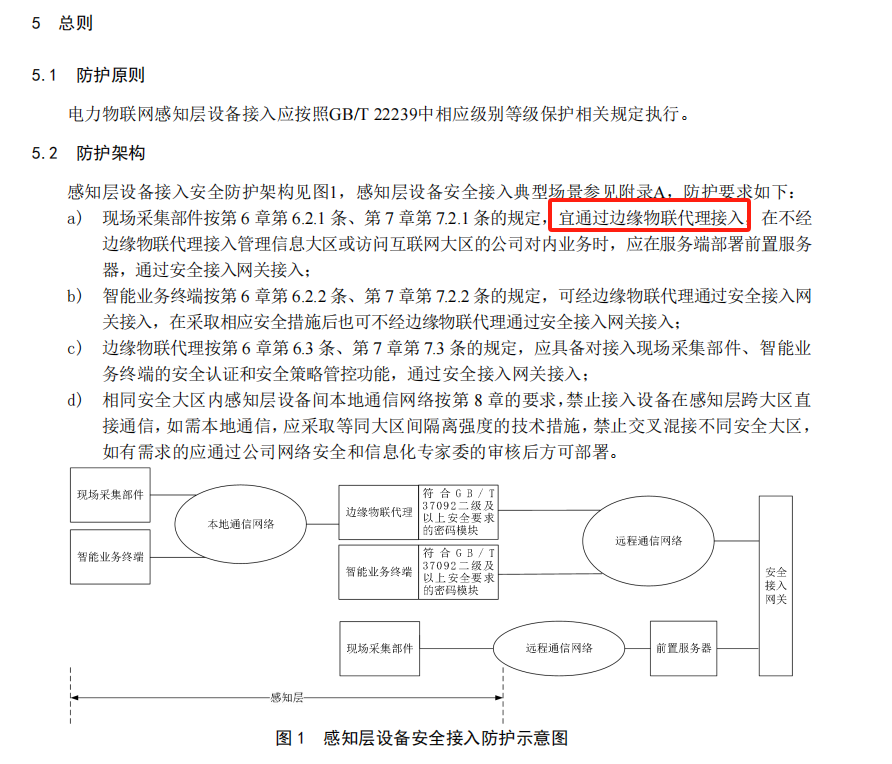 5 总则
5.1 防护原则
电力物联网感知层设备接入应按照GB/T 22239中相应级别等级保护相关规定执行。
5.2 防护架构
感知层设备接入安全防护架构见图1，感知层设备安全接入典型场景参见附录A，防护要求如下：
a) 现场采集部件按第 6 章第 6.2.1 条、第 7 章第 7.2.1 条的规定，宜通过边缘物联代理接入，在不经
边缘物联代理接入管理信息大区或访问互联网大区的公司对内业务时，应在服务端部署前置服务
器，通过安全接入网关接入；
b) 智能业务终端按第 6 章第 6.2.2 条、第 7 章第 7.2.2 条的规定，可经边缘物联代理通过安全接入网
关接入，在采取相应安全措施后也可不经边缘物联代理通过安全接入网关接入；
c) 边缘物联代理按第 6 章第 6.3 条、第 7 章第 7.3 条的规定，应具备对接入现场采集部件、智能业
务终端的安全认证和安全策略管控功能，通过安全接入网关接入；
d) 相同安全大区内感知层设备间本地通信网络按第 8 章的要求，禁止接入设备在感知层跨大区直
接通信，如需本地通信，应采取等同大区间隔离强度的技术措施，禁止交叉混接不同安全大区，
如有需求的应通过公司网络安全和信息化专家委的审核后方可部署。
现场采集部件
智能业务终端
本地通信网络
边缘物联代理
符合GB/T
37092二级及
以上安全要求
的密码模块
智能业务终端
符合GB/T
37092二级及
以上安全要求
的密码模块
远程通信网络
安全
接入
网关
现场采集部件
远程通信网络
前置服务器
感知层
图 1 感知层设备安全接入防护示意图